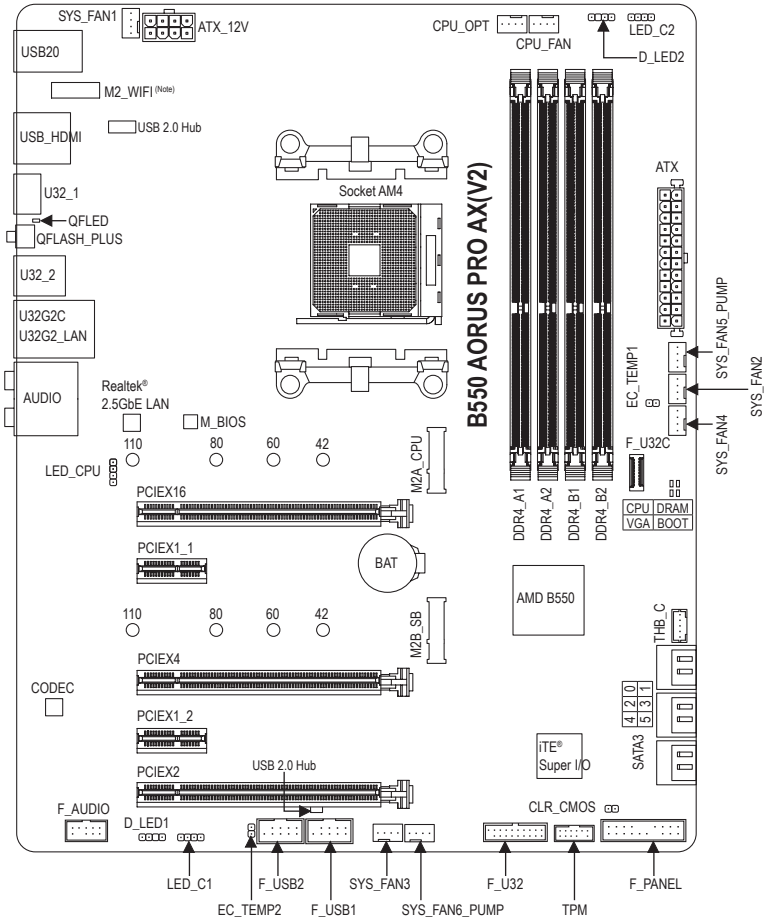 SYS_FAN1
ATX_12V
CPU_OPT
CPU_FAN
LED_C2
D_LED2
USB20
M2_WIFI (Note)
USB_HDMI
USB 2.0 Hub
Socket AM4
ATX
U32_1
QFLED
QFLASH_PLUS
U32_2
U32G2C
U32G2_LAN
B550 AORUS PRO AX(V2)
SYS_FAN5_PUMP
EC_TEMP1
SYS_FAN2
SYS_FAN4
AUDIO
Realtek®
2.5GbE LAN
M_BIOS
110 80 60 42
LED_CPU
M2A_CPU
F_U32C
PCIEX16
DDR4_A1
DDR4_A2
DDR4_B1
DDR4_B2
CPU DRAM
VGA BOOT
PCIEX1_1
BAT
AMD B550
110 80 60 42
M2B_SB
THB_C
PCIEX4
CODEC
4 2 0
5 3 1
SATA3
PCIEX1_2
iTE®
Super I/O
USB 2.0 Hub
PCIEX2
CLR_CMOS
F_AUDIO
D_LED1
LED_C1
F_USB2
SYS_FAN3
F_U32
F_PANEL
EC_TEMP2
F_USB1
SYS_FAN6_PUMP
TPM